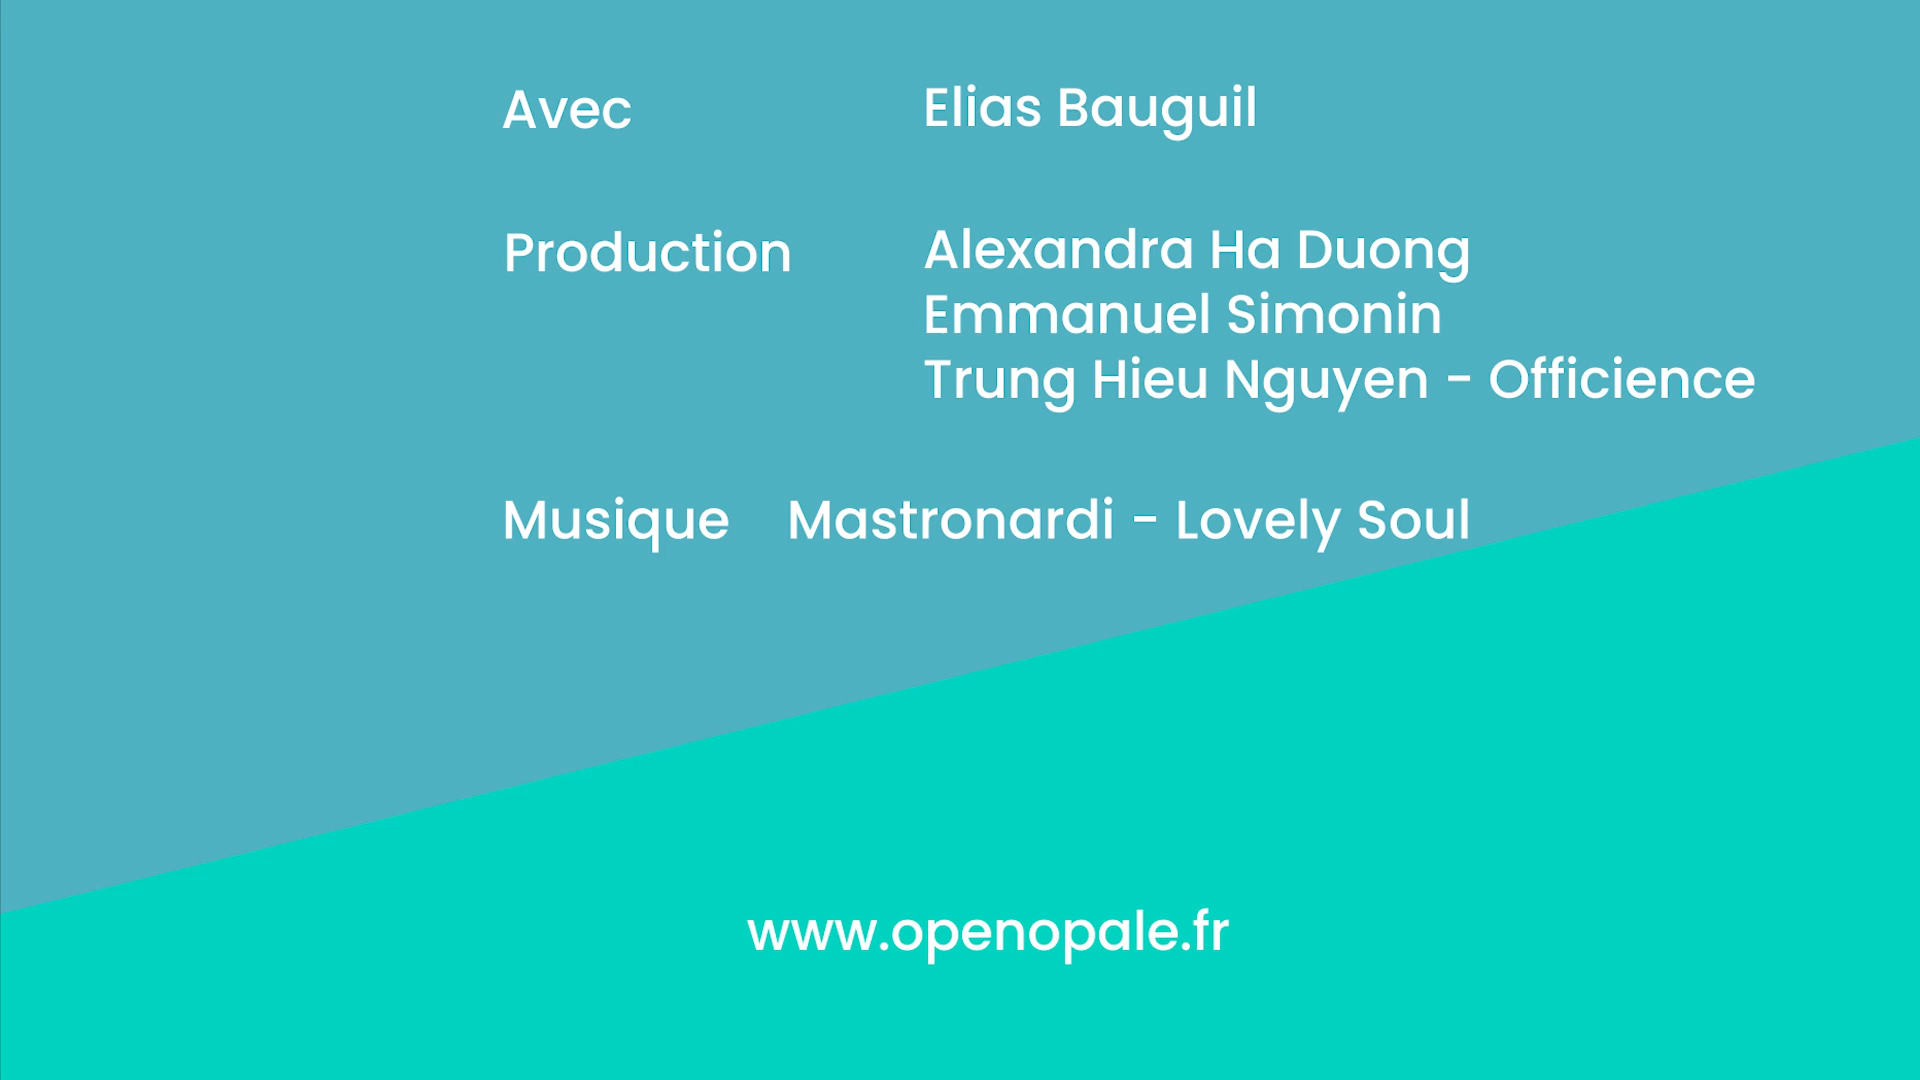 Avec Elias Bauguil
Production Alexandra Ha Duong
Emmanuel Simonin
Trung Hieu Nguyen - Officience
Musique Mastronardi - Lovely Soul
www.openopale.fr